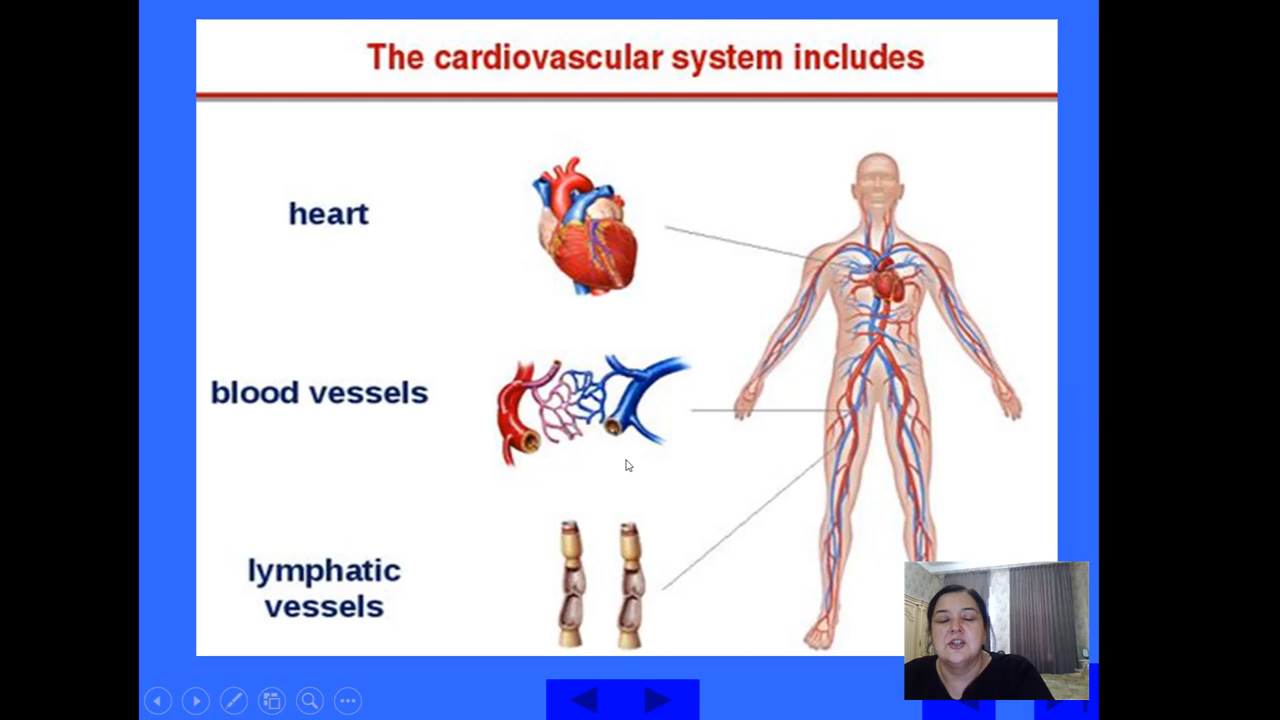 The cardiovascular system includes
heart
blood vessels
lymphatic
vessels